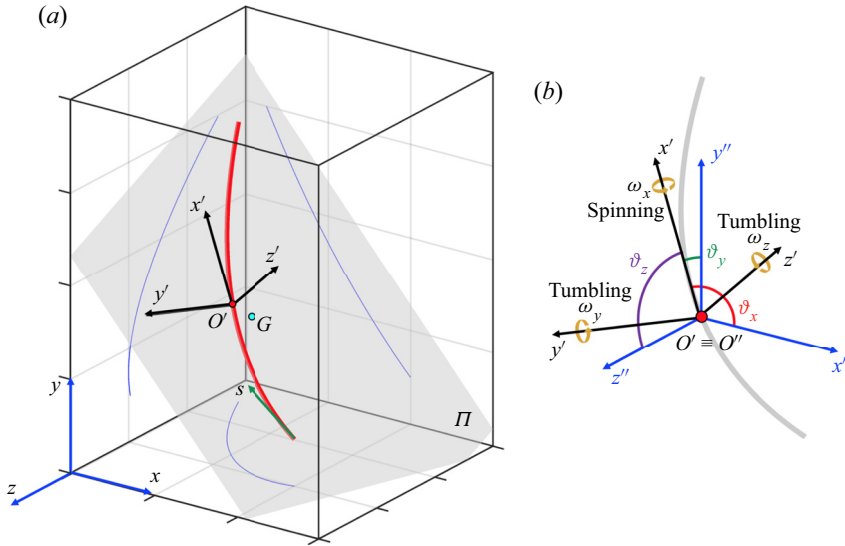 (a)
x′
z′
y′
O′
G
y
s
Π
x
z
(b)
x′
y″
ω_x
Spinning
Tumbling
ω_z
ϑ_z
ϑ_y
z′
Tumbling
ω_y
ϑ_x
y′
O′ ≡ O″
z″
x′